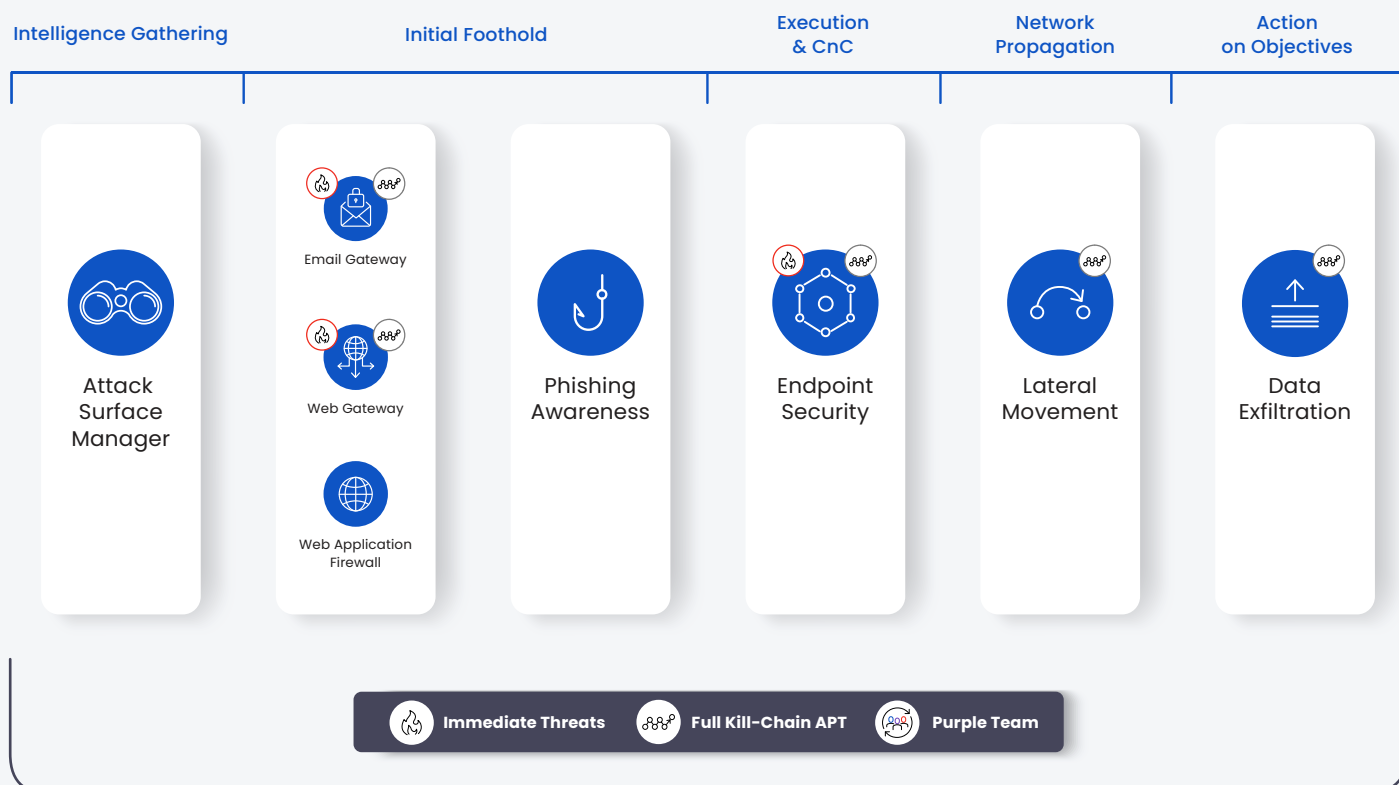 Intelligence Gathering
Initial Foothold
Execution
& CnC
Network
Propagation
Action
on Objectives
Attack
Surface
Manager
Email Gateway
Web Gateway
Web Application
Firewall
Phishing
Awareness
Endpoint
Security
Lateral
Movement
Data
Exfiltration
Immediate Threats
Full Kill-Chain APT
Purple Team